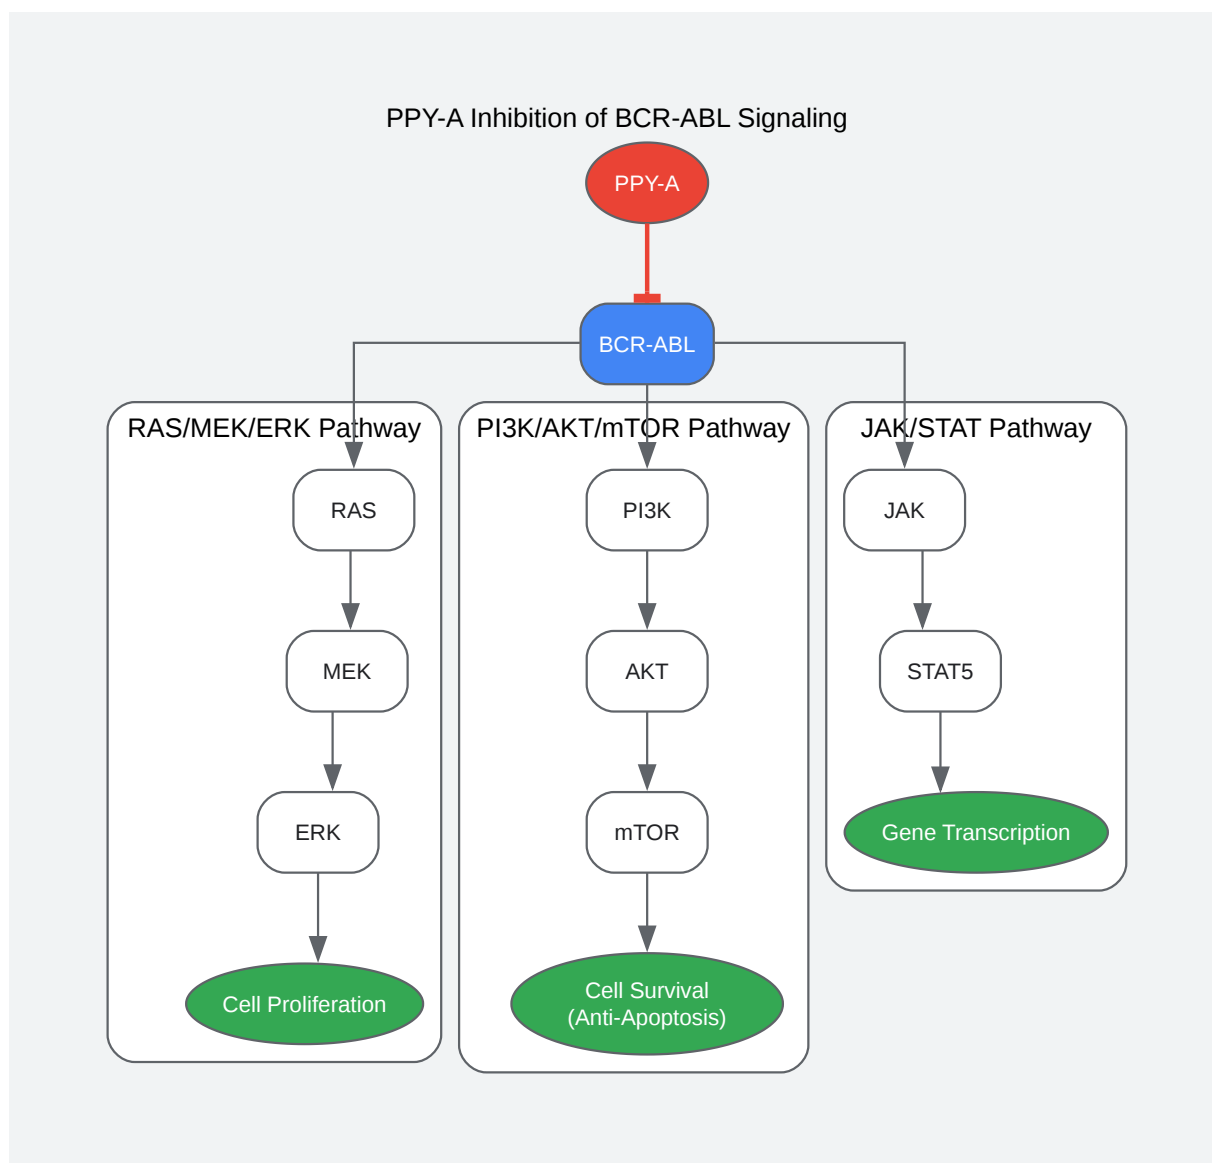 PPY-A Inhibition of BCR-ABL Signaling
PPY-A
BCR-ABL
RAS/MEK/ERK Pathway
RAS
MEK
ERK
Cell Proliferation
PI3K/AKT/mTOR Pathway
PI3K
AKT
mTOR
Cell Survival
(Anti-Apoptosis)
JAK/STAT Pathway
JAK
STAT5
Gene Transcription